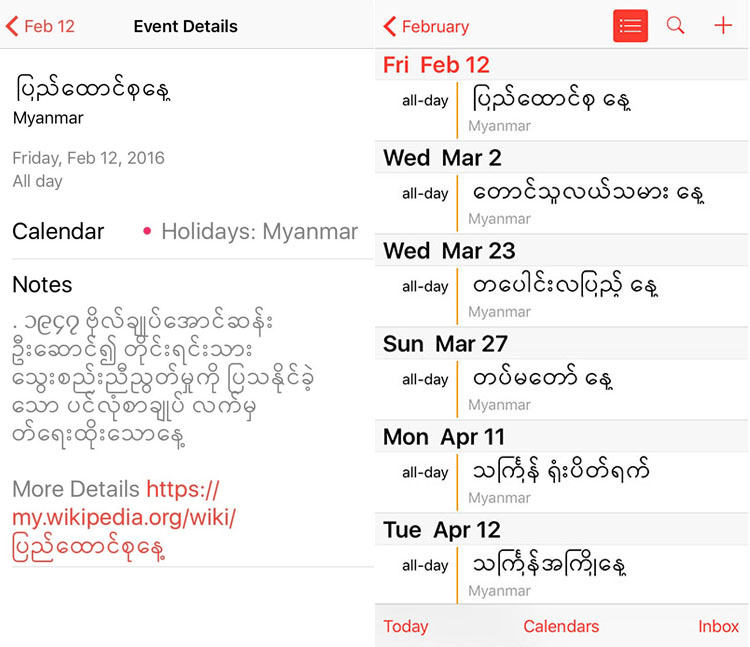 Feb 12
Event Details
ပြည်ထောင်စုနေ့
Myanmar
Friday, Feb 12, 2016
All day
Calendar
Holidays: Myanmar
Notes
. ၁၉၄၇ ဗိုလ်ချုပ်အောင်ဆန်း
ဦးဆောင်၍ တိုင်းရင်းသား
သွေးစည်းညီညွတ်မှုကို ပြသနိုင်ခဲ့
သော ပင်လုံစာချုပ် လက်မှ
တ်ရေးထိုးသောနေ့
More Details https://
my.wikipedia.org/wiki/
ပြည်ထောင်စုနေ့
February
Fri Feb 12
all-day ပြည်ထောင်စု နေ့
Myanmar
Wed Mar 2
all-day တောင်သူလယ်သမား နေ့
Myanmar
Wed Mar 23
all-day တပေါင်းလပြည့် နေ့
Myanmar
Sun Mar 27
all-day တပ်မတော် နေ့
Myanmar
Mon Apr 11
all-day သင်္ကြန် ရုံးပိတ်ရက်
Myanmar
Tue Apr 12
all-day သင်္ကြန်အကြိုနေ့
Myanmar
Today Calendars Inbox